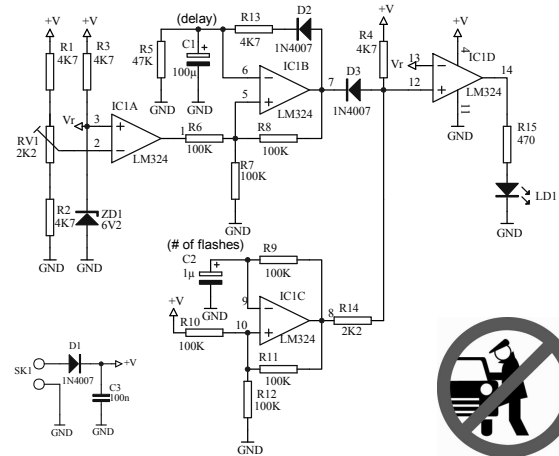 (delay)
+V
+V
R1
4K7
R3
4K7
R5
47K
C1
+
100µ
GND
GND
R13
4K7
D2
1N4007
6
5
IC1B
LM324
7
D3
1N4007
+V
R4
4K7
Vr
13
12
+V
4
IC1D
LM324
11
GND
14
R15
470
LD1
GND
Vr
3
2
IC1A
LM324
1
R6
100K
R8
100K
R7
100K
GND
RV1
2K2
R2
4K7
GND
ZD1
6V2
GND
(# of flashes)
C2
1µ
+
GND
R9
100K
9
10
IC1C
LM324
8
R14
2K2
+V
R10
100K
R11
100K
R12
100K
GND
SK1
D1
1N4007
+V
C3
100n
GND
GND